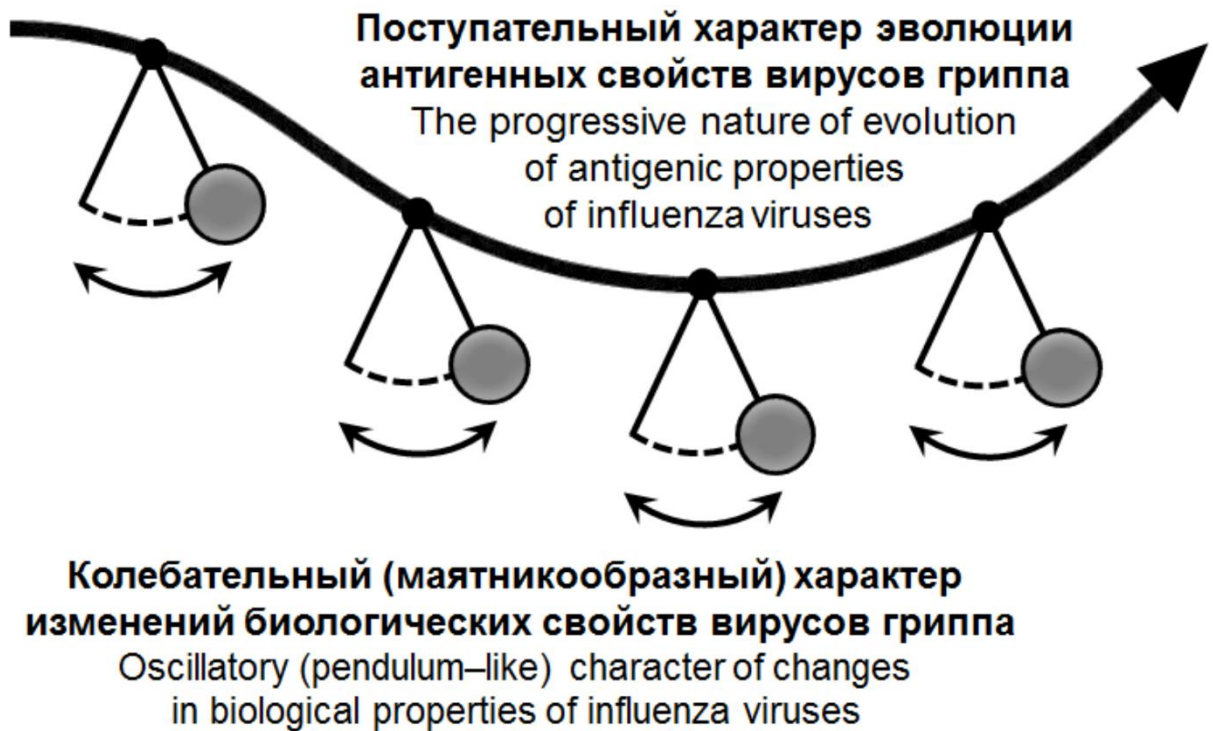 Поступательный характер эволюции
антигенных свойств вирусов гриппа
The progressive nature of evolution
of antigenic properties
of influenza viruses
Колебательный (маятникообразный) характер
изменений биологических свойств вирусов гриппа
Oscillatory (pendulum–like) character of changes
in biological properties of influenza viruses